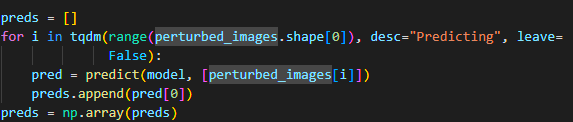 preds = []
for i in tqdm(range(perturbed_images.shape[0]), desc="Predicting", leave=
False):
pred = predict(model, [perturbed_images[i]])
preds.append(pred[0])
preds = np.array(preds)